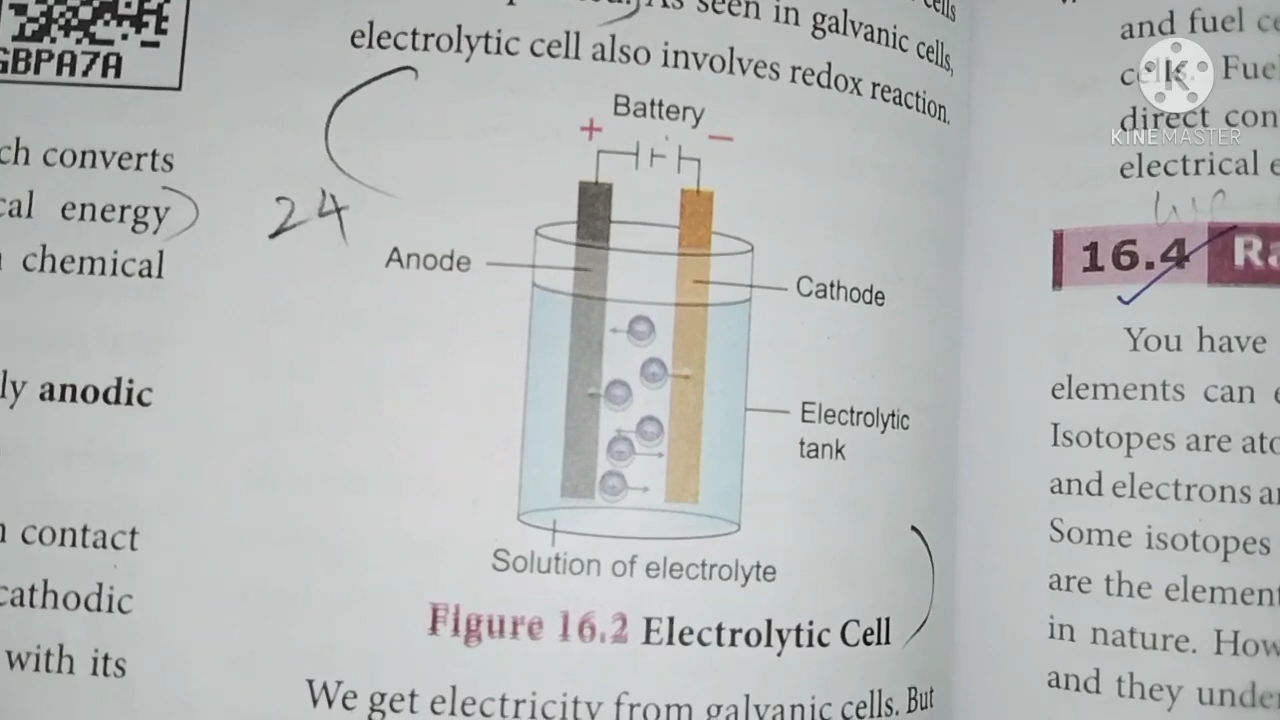 GBPA7A
ch converts
cal energy
chemical
ly anodic
contact
cathodic
with its
As seen in galvanic cells,
electrolytic cell also involves redox reaction.
24
Battery
+ −
Anode
Cathode
Electrolytic
tank
Solution of electrolyte
Figure 16.2 Electrolytic Cell
We get electricity from galvanic cells. But
and fuel
Fuel
direct con
electrical e
K
KINEMASTER
16.4 Ra
You have
elements can
Isotopes are ato
and electrons
Some isotopes
are the element
in nature. How
and they under